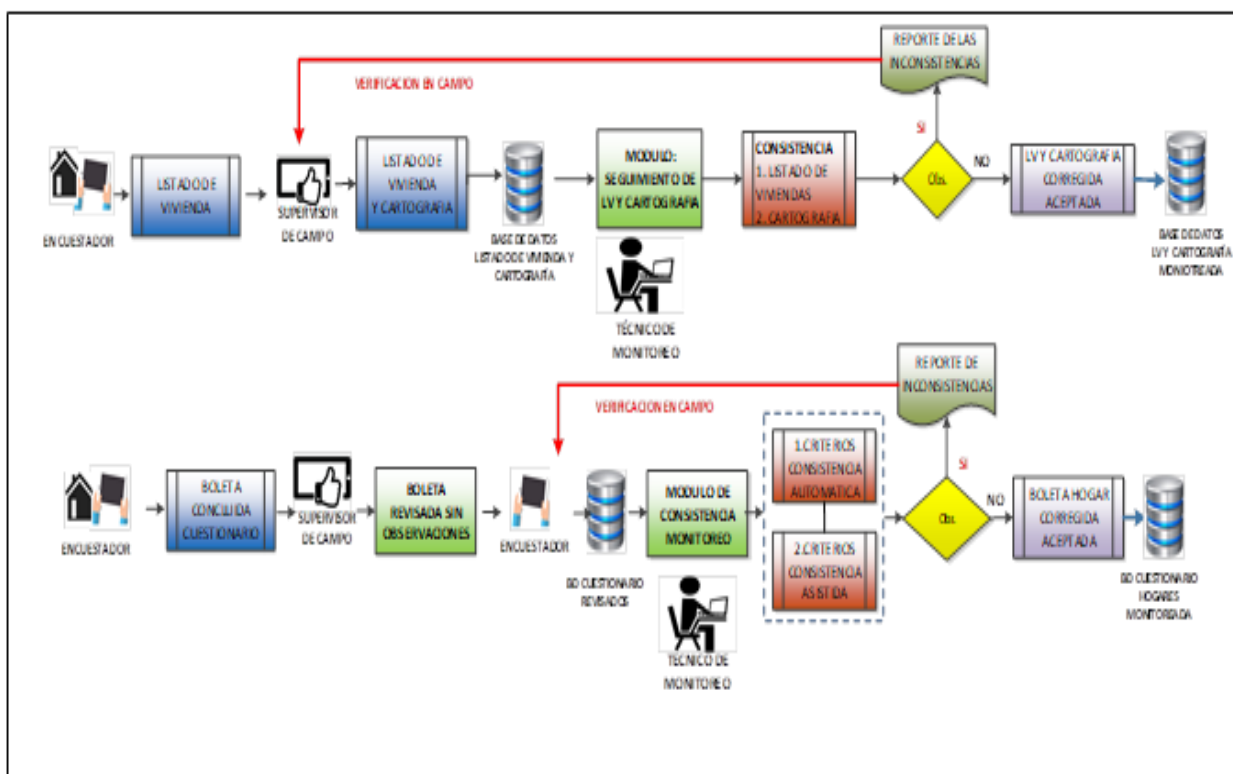 REPORTE DE LAS
INCONSISTENCIAS
VERIFICACION EN CAMPO
SI
ENCUESTADOR
LISTADO DE
VIVIENDA
SUPERVISOR
DE CAMPO
LISTADO DE
VIVIENDA
Y CARTOGRAFIA
BASE DE DATOS
LISTADO DE VIVIENDA Y
CARTOGRAFÍA
MODULO:
SEGUIMIENTO DE
LV Y CARTOGRAFIA
TÉCNICO DE
MONITOREO
CONSISTENCIA
1. LISTADO DE
VIVIENDAS
2. CARTOGRAFIA
Obs.
NO
LV Y CARTOGRAFIA
CORREGIDA
ACEPTADA
BASE DE DATOS
LV Y CARTOGRAFÍA
MONIOTREADA
REPORTE DE
INCONSISTENCIAS
VERIFICACION EN CAMPO
SI
ENCUESTADOR
BOLETA
CONCLUIDA
CUESTIONARIO
SUPERVISOR
DE CAMPO
BOLETA
REVISADA SIN
OBSERVACIONES
ENCUESTADOR
BD CUESTIONARIO
REVISADOS
MODULO DE
CONSISTENCIA
MONITOREO
TÉCNICO DE
MONITOREO
1.CRITERIOS
CONSISTENCIA
AUTOMATICA
2.CRITERIOS
CONSISTENCIA
ASISTIDA
Obs.
NO
BOLETA HOGAR
CORREGIDA
ACEPTADA
BD CUESTIONARIO
HOGARES
MONITOREADA